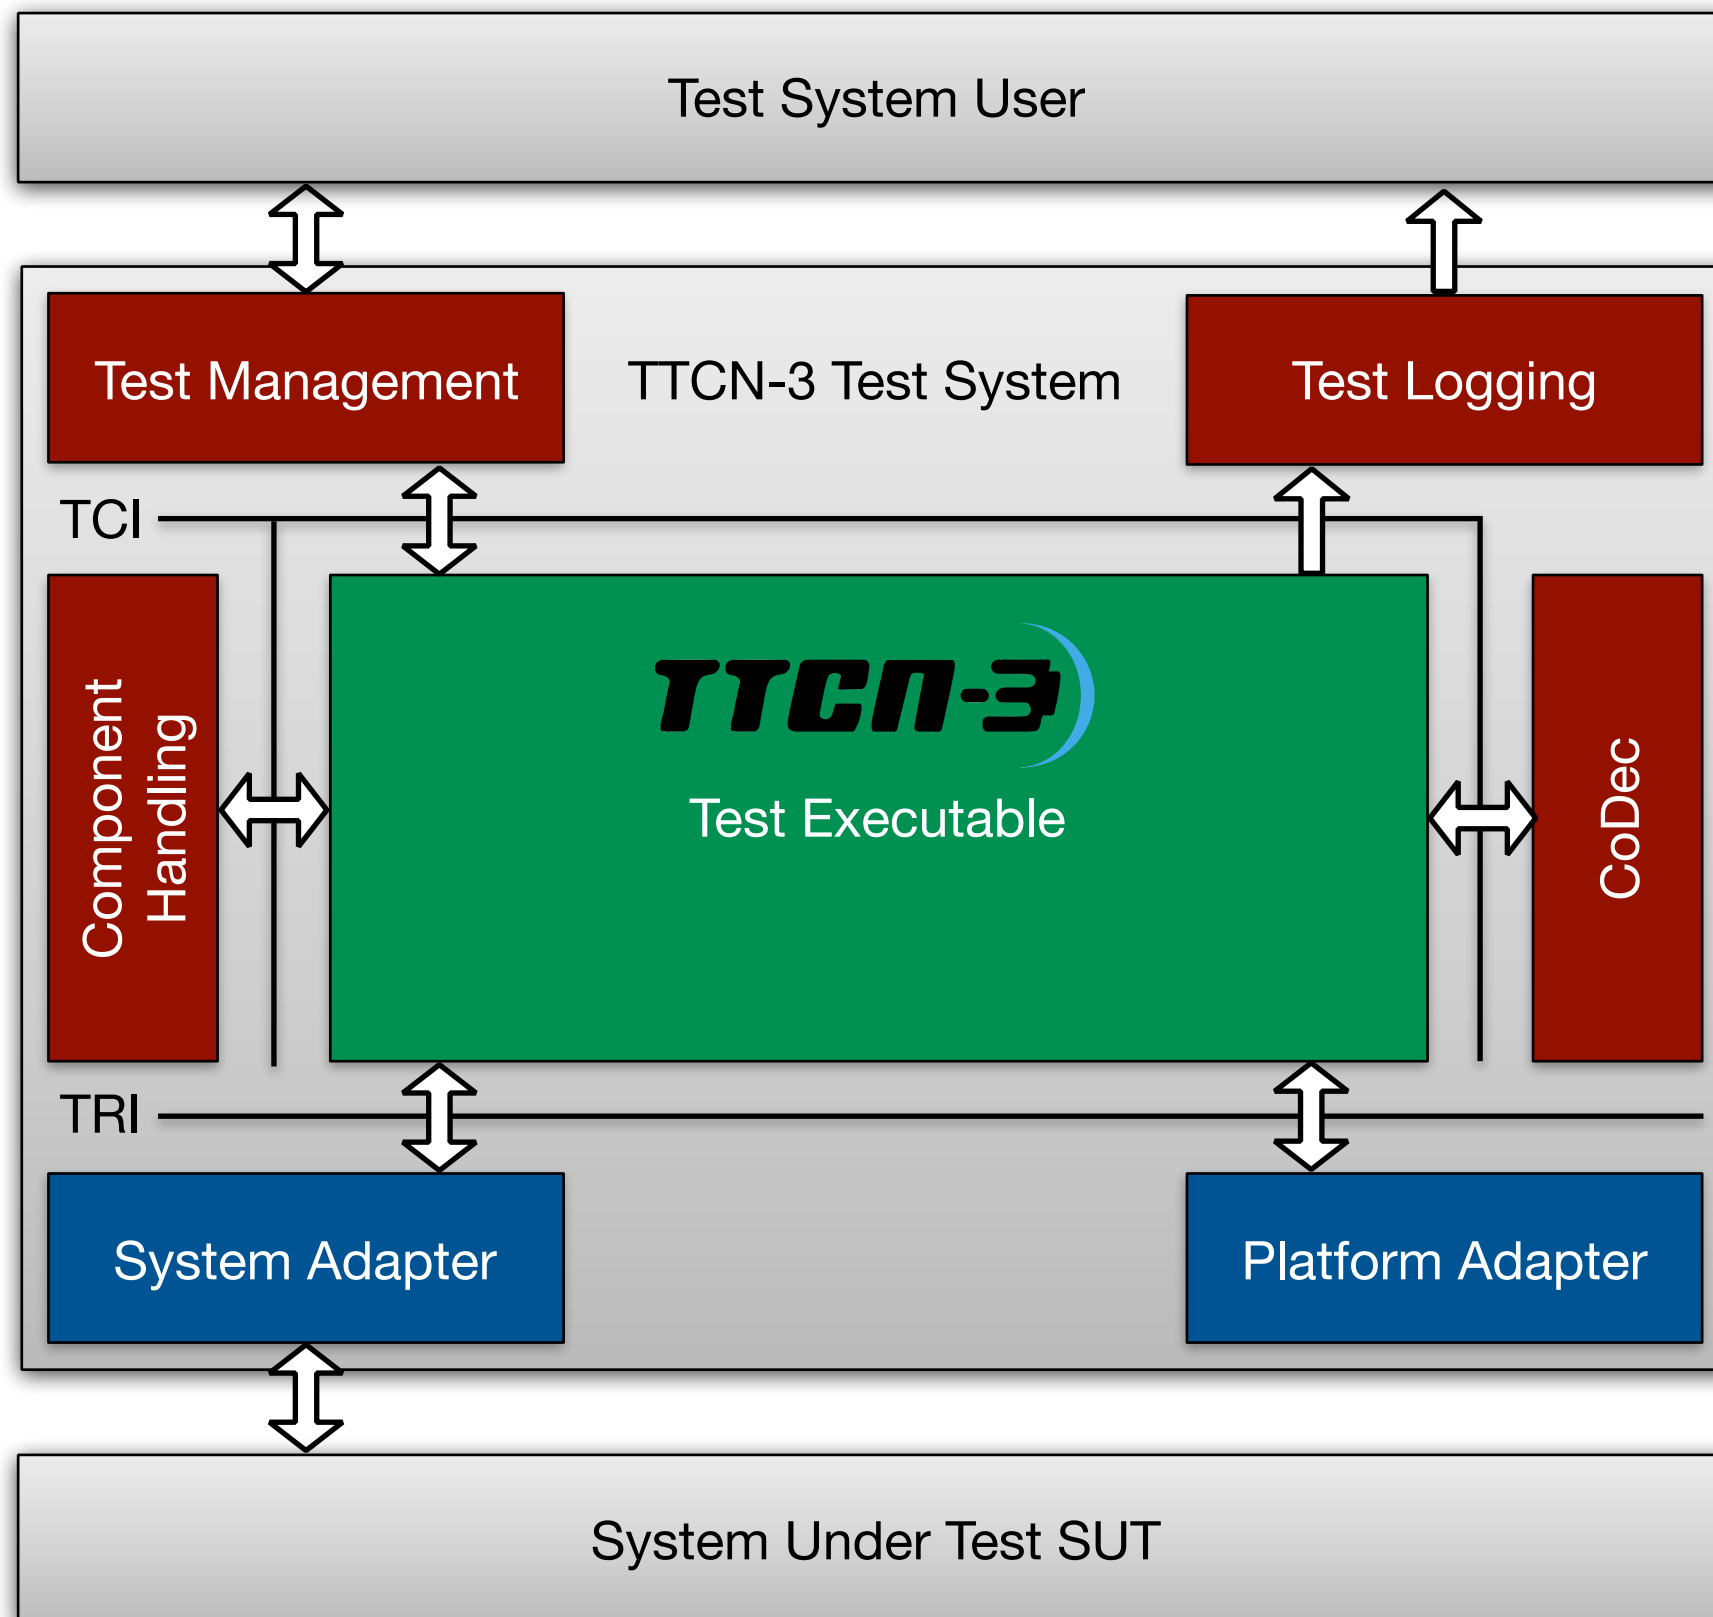 Test System User
Test Management
TTCN-3 Test System
Test Logging
TCI
Component
Handling
TTCN-3
Test Executable
CoDec
TRI
System Adapter
Platform Adapter
System Under Test SUT